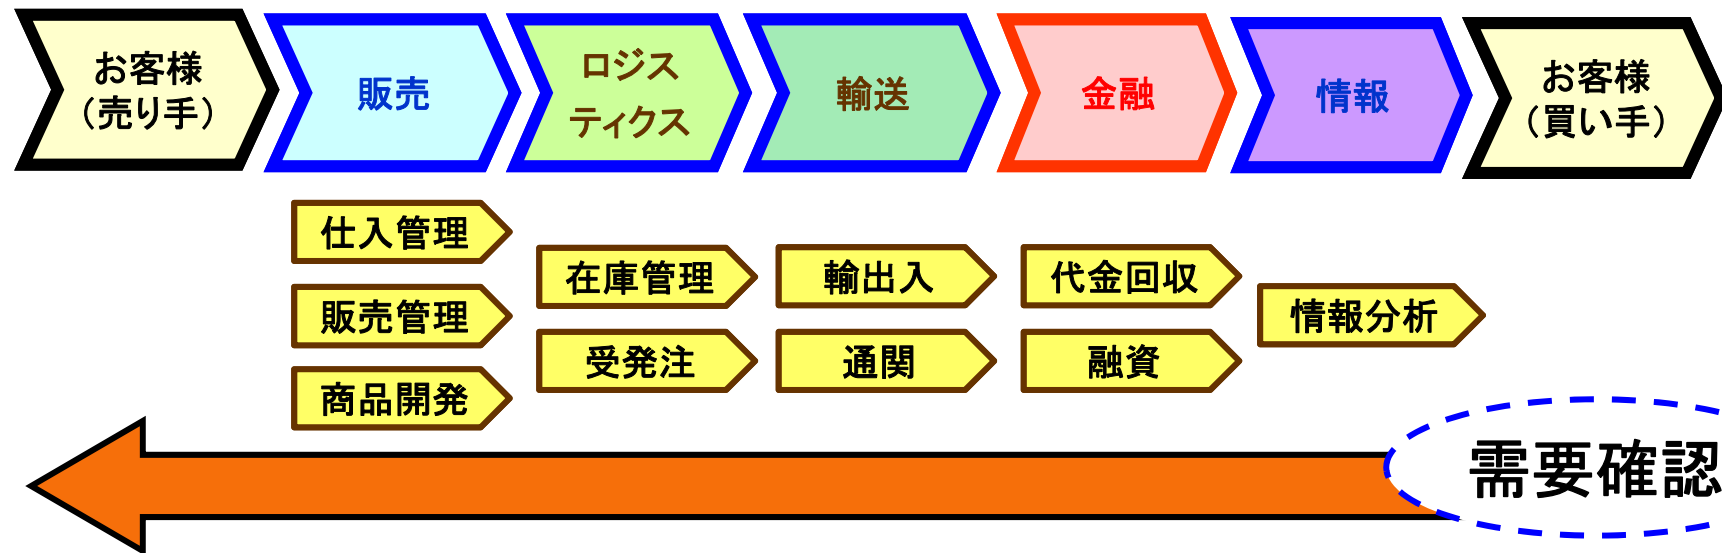 お客様
（売り手）
販売
ロジス
ティクス
輸送
金融
情報
お客様
（買い手）
仕入管理
販売管理
商品開発
在庫管理
受発注
輸出入
通関
代金回収
融資
情報分析
需要確認